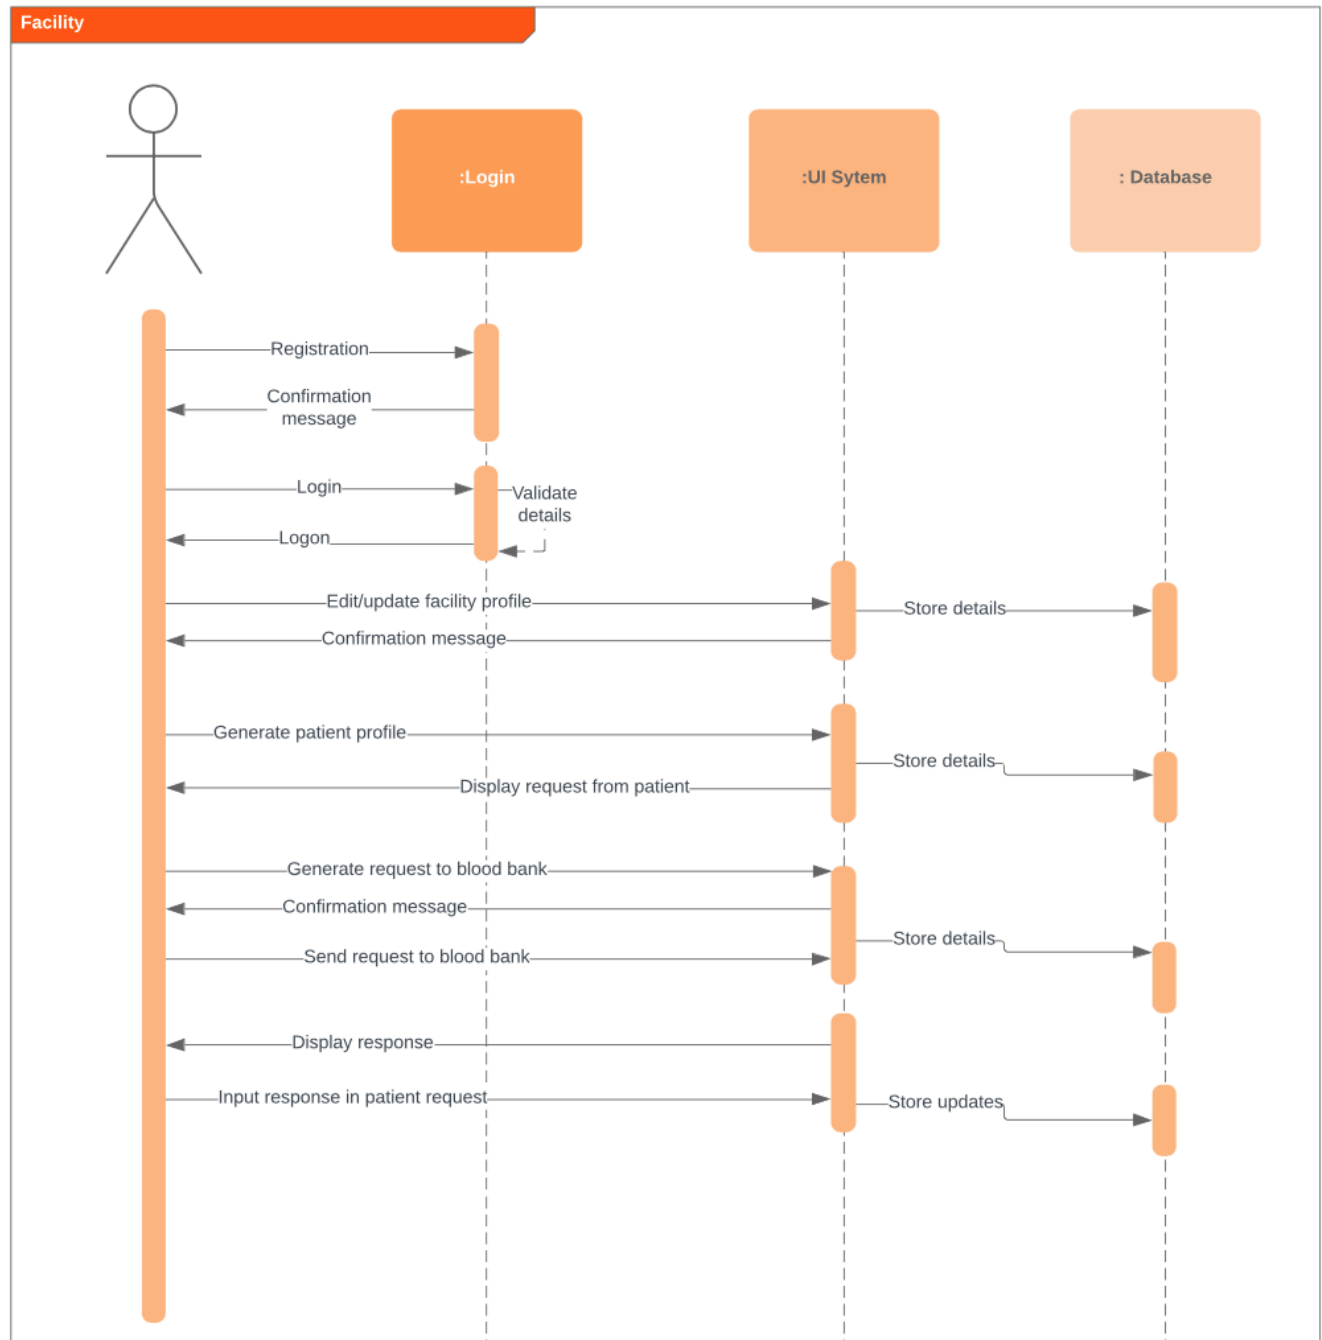 Facility
:Login
:UI Sytem
: Database
Registration
Confirmation
message
Login
Validate
details
Logon
Edit/update facility profile
Store details
Confirmation message
Generate patient profile
Store details
Display request from patient
Generate request to blood bank
Confirmation message
Store details
Send request to blood bank
Display response
Input response in patient request
Store updates